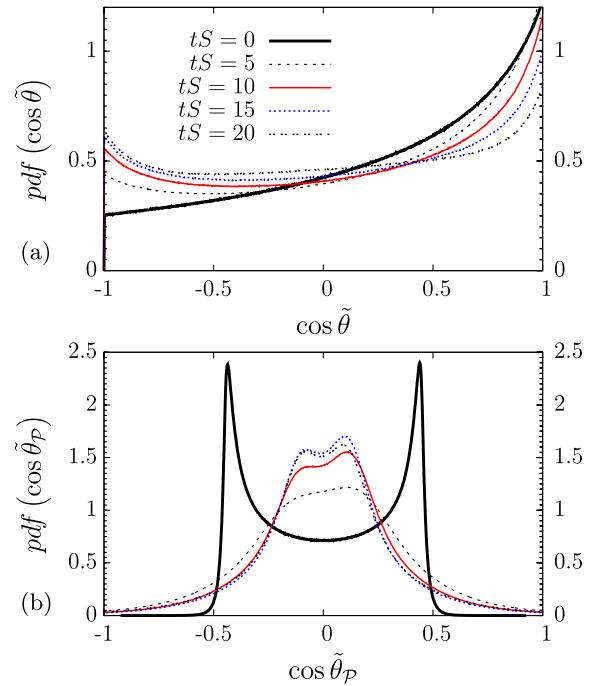 1.2
1
0.5
0
pdf (cos θ̃)
tS = 0
tS = 5
tS = 10
tS = 15
tS = 20
1
0.5
0
(a)
-1 -0.5 0 0.5 1
cos θ̃
2.5
2
1.5
1
0.5
0
pdf (cos θ̃_P)
2.5
2
1.5
1
0.5
0
(b)
-1 -0.5 0 0.5 1
cos θ̃_P